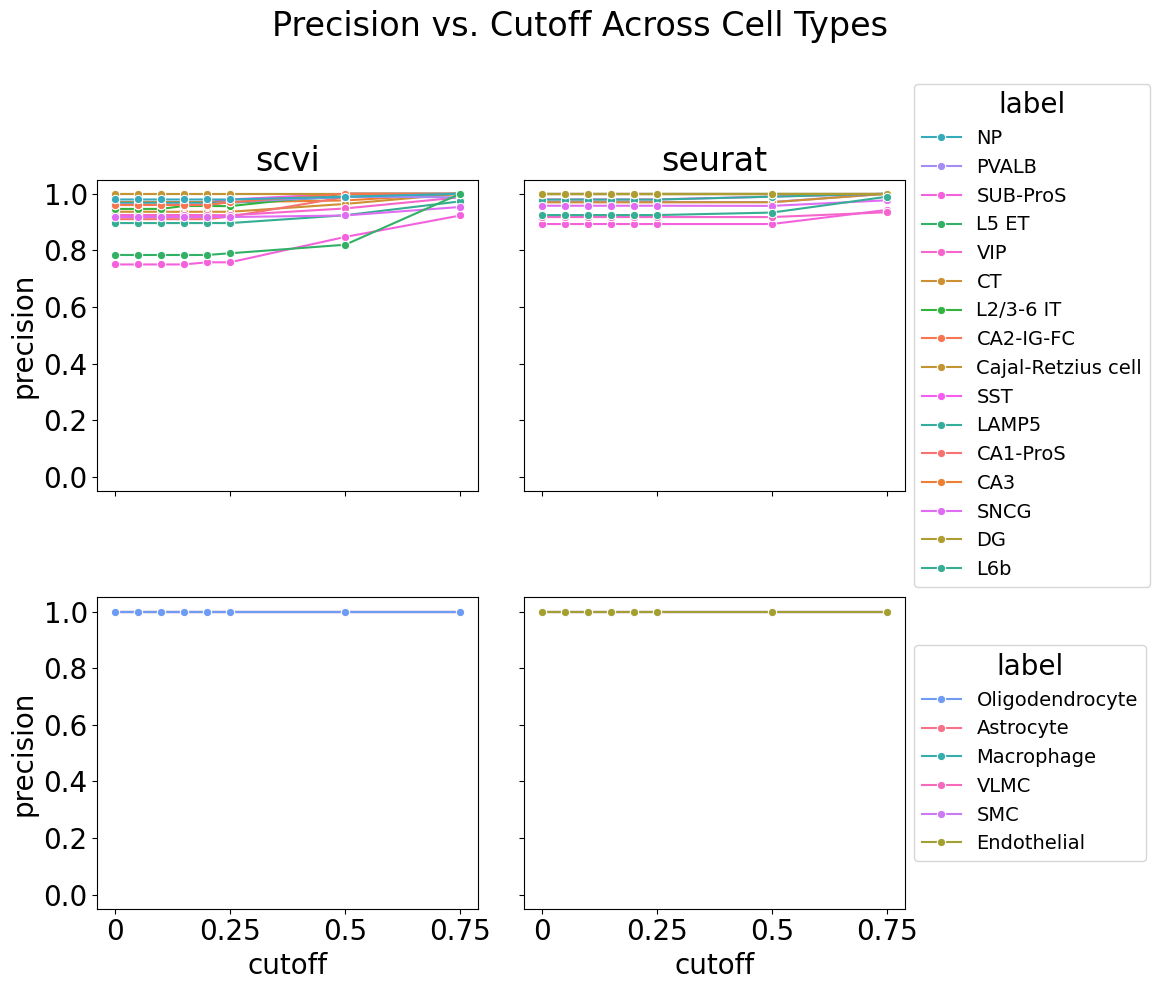 Precision vs. Cutoff Across Cell Types
scvi
seurat
precision
1.0
0.8
0.6
0.4
0.2
0.0
label
NP
PVALB
SUB-ProS
L5 ET
VIP
CT
L2/3-6 IT
CA2-IG-FC
Cajal-Retzius cell
SST
LAMP5
CA1-ProS
CA3
SNCG
DG
L6b
precision
1.0
0.8
0.6
0.4
0.2
0.0
0 0.25 0.5 0.75
cutoff
0 0.25 0.5 0.75
cutoff
label
Oligodendrocyte
Astrocyte
Macrophage
VLMC
SMC
Endothelial